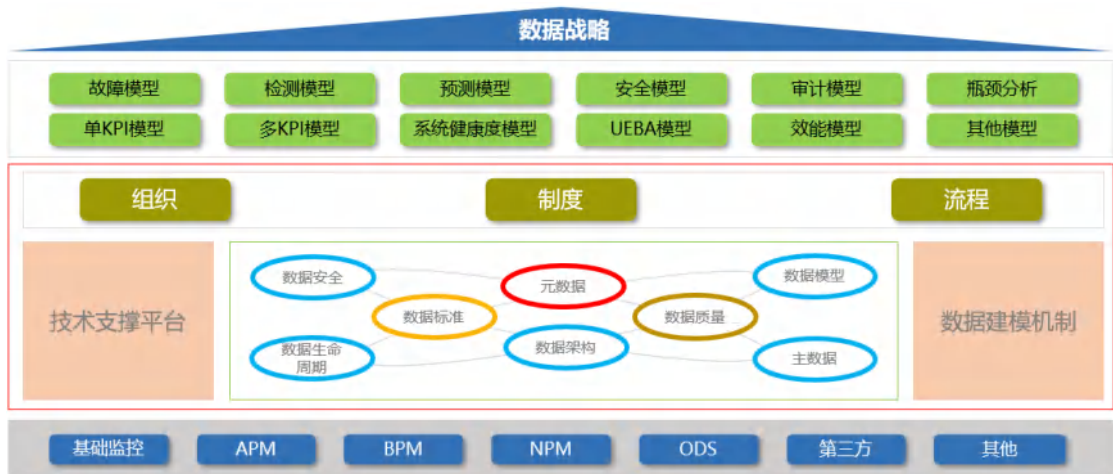 数据战略
故障模型 检测模型 预测模型 安全模型 审计模型 瓶颈分析
单KPI模型 多KPI模型 系统健康度模型 UEBA模型 效能模型 其他模型
组织 制度 流程
技术支撑平台
数据安全 元数据 数据模型
数据标准 数据质量
数据生命
周期
数据架构
主数据
数据建模机制
基础监控 APM BPM NPM ODS 第三方 其他